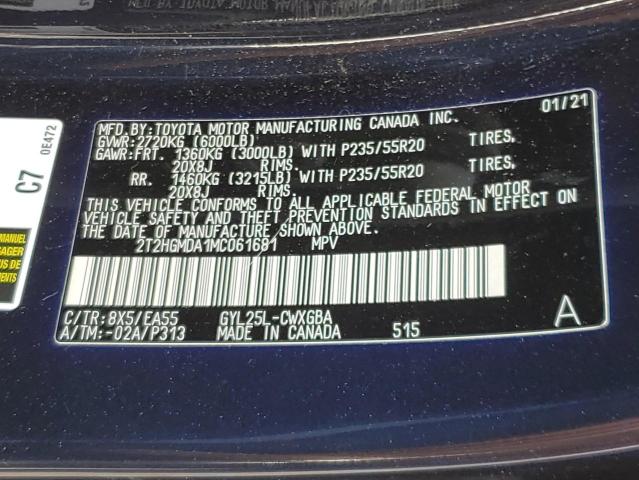 MFD.BY:TOYOTA MOTOR MANUFACTURING CANADA INC. 01/21
GVWR:2720KG (6000LB)
GAWR:FRT. 1360KG (3000LB) WITH P235/55R20 TIRES,
20X8J RIMS,
RR. 1460KG (3215LB) WITH P235/55R20 TIRES,
20X8J RIMS,
THIS VEHICLE CONFORMS TO ALL APPLICABLE FEDERAL MOTOR
VEHICLE SAFETY AND THEFT PREVENTION STANDARDS IN EFFECT ON
THE DATE OF MANUFACTURE SHOWN ABOVE.
2T2HGMDA1MC061681 MPV
C/TR:8X5/EA55 GYL25L-CWXGBA
A/TM:-02A/P313 MADE IN CANADA 515
A
C7
0E472
MANUEL